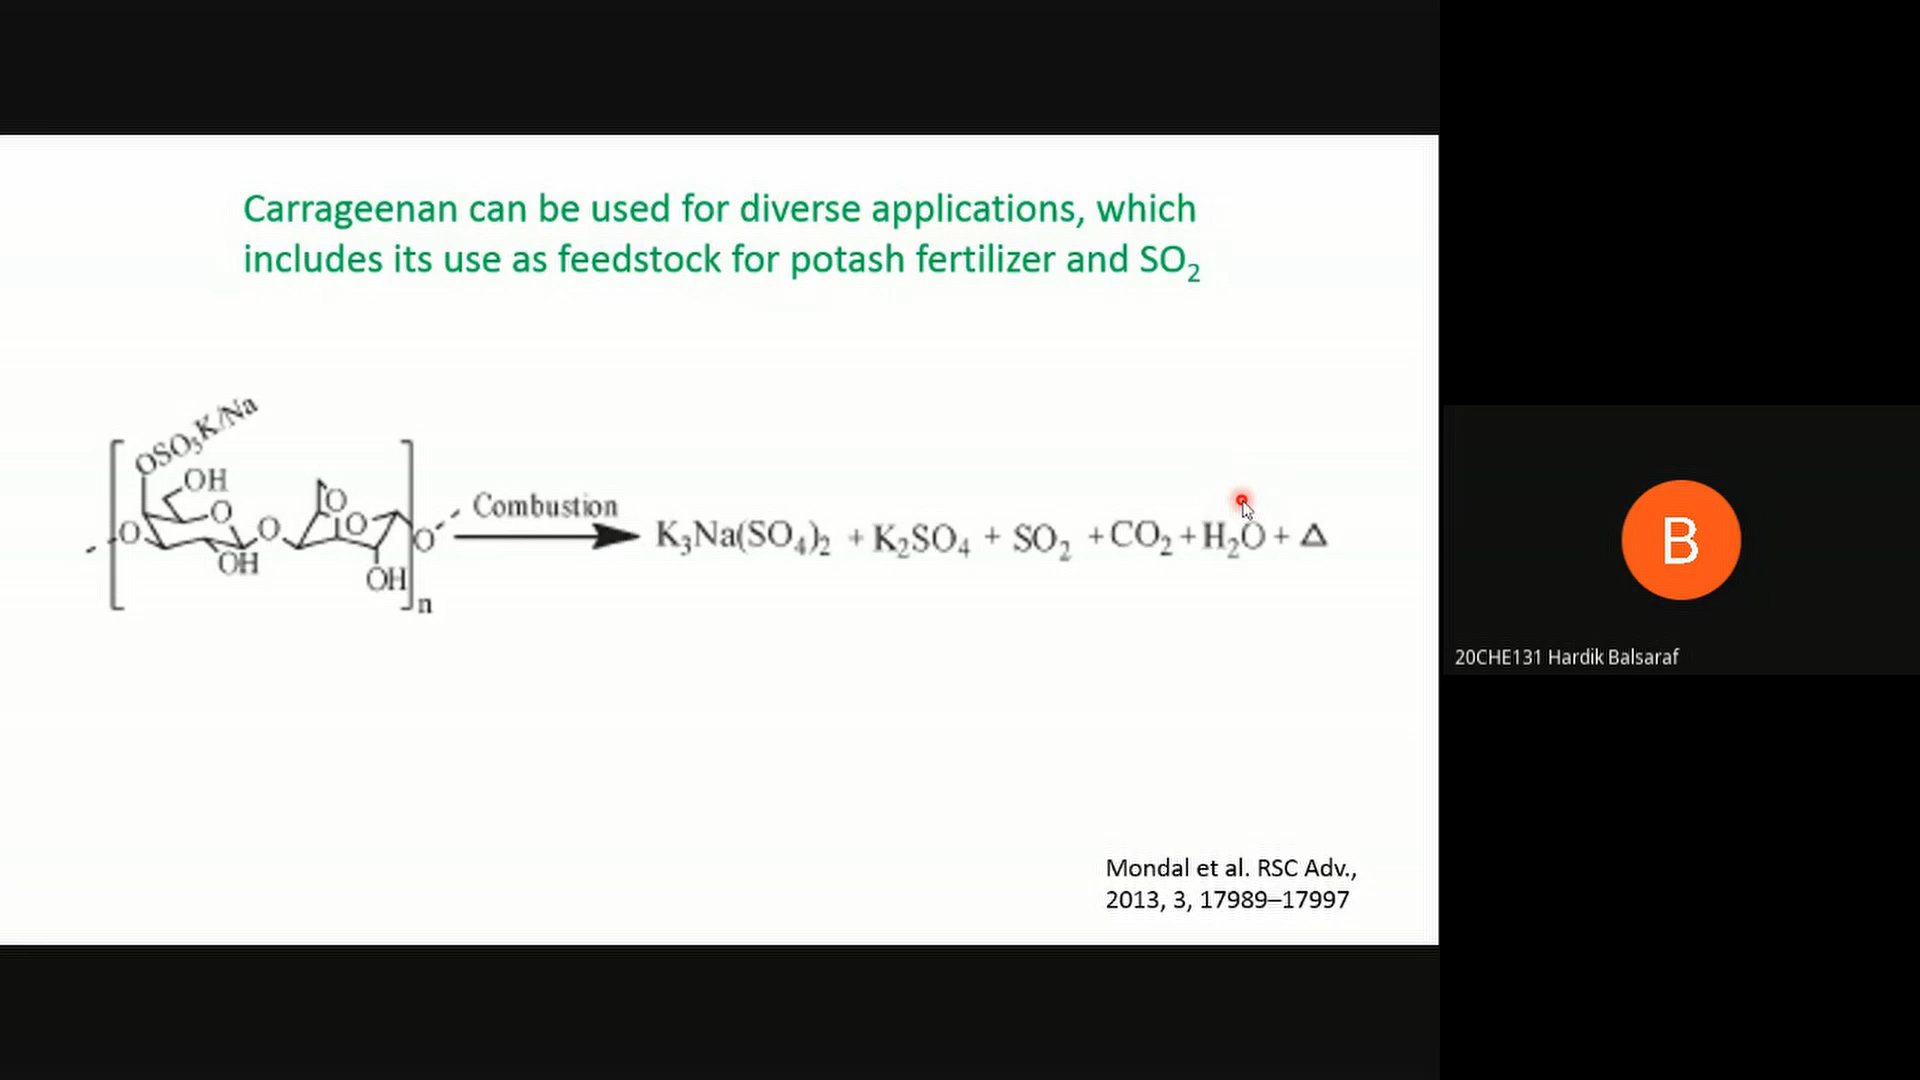 Carrageenan can be used for diverse applications, which
includes its use as feedstock for potash fertilizer and SO₂
OSO₃K/Na
OH
O
O
O
O
O
O
OH
OH
n
Combustion
K₃Na(SO₄)₂ + K₂SO₄ + SO₂ +CO₂+H₂O + Δ
Mondal et al. RSC Adv.,
2013, 3, 17989–17997
B
20CHE131 Hardik Balsaraf